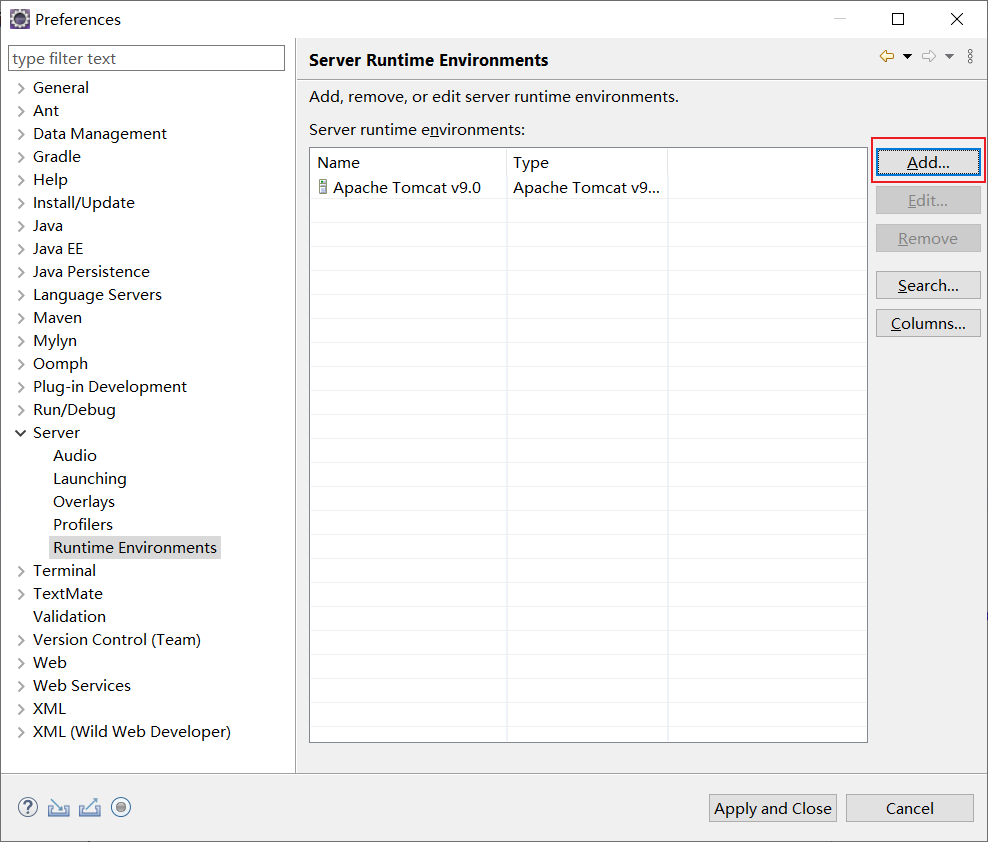 Preferences
type filter text
General
Ant
Data Management
Gradle
Help
Install/Update
Java
Java EE
Java Persistence
Language Servers
Maven
Mylyn
Oomph
Plug-in Development
Run/Debug
Server
Audio
Launching
Overlays
Profilers
Runtime Environments
Terminal
TextMate
Validation
Version Control (Team)
Web
Web Services
XML
XML (Wild Web Developer)
Server Runtime Environments
Add, remove, or edit server runtime environments.
Server runtime environments:
Name Type
Apache Tomcat v9.0 Apache Tomcat v9...
Add...
Edit...
Remove
Search...
Columns...
?
Apply and Close Cancel